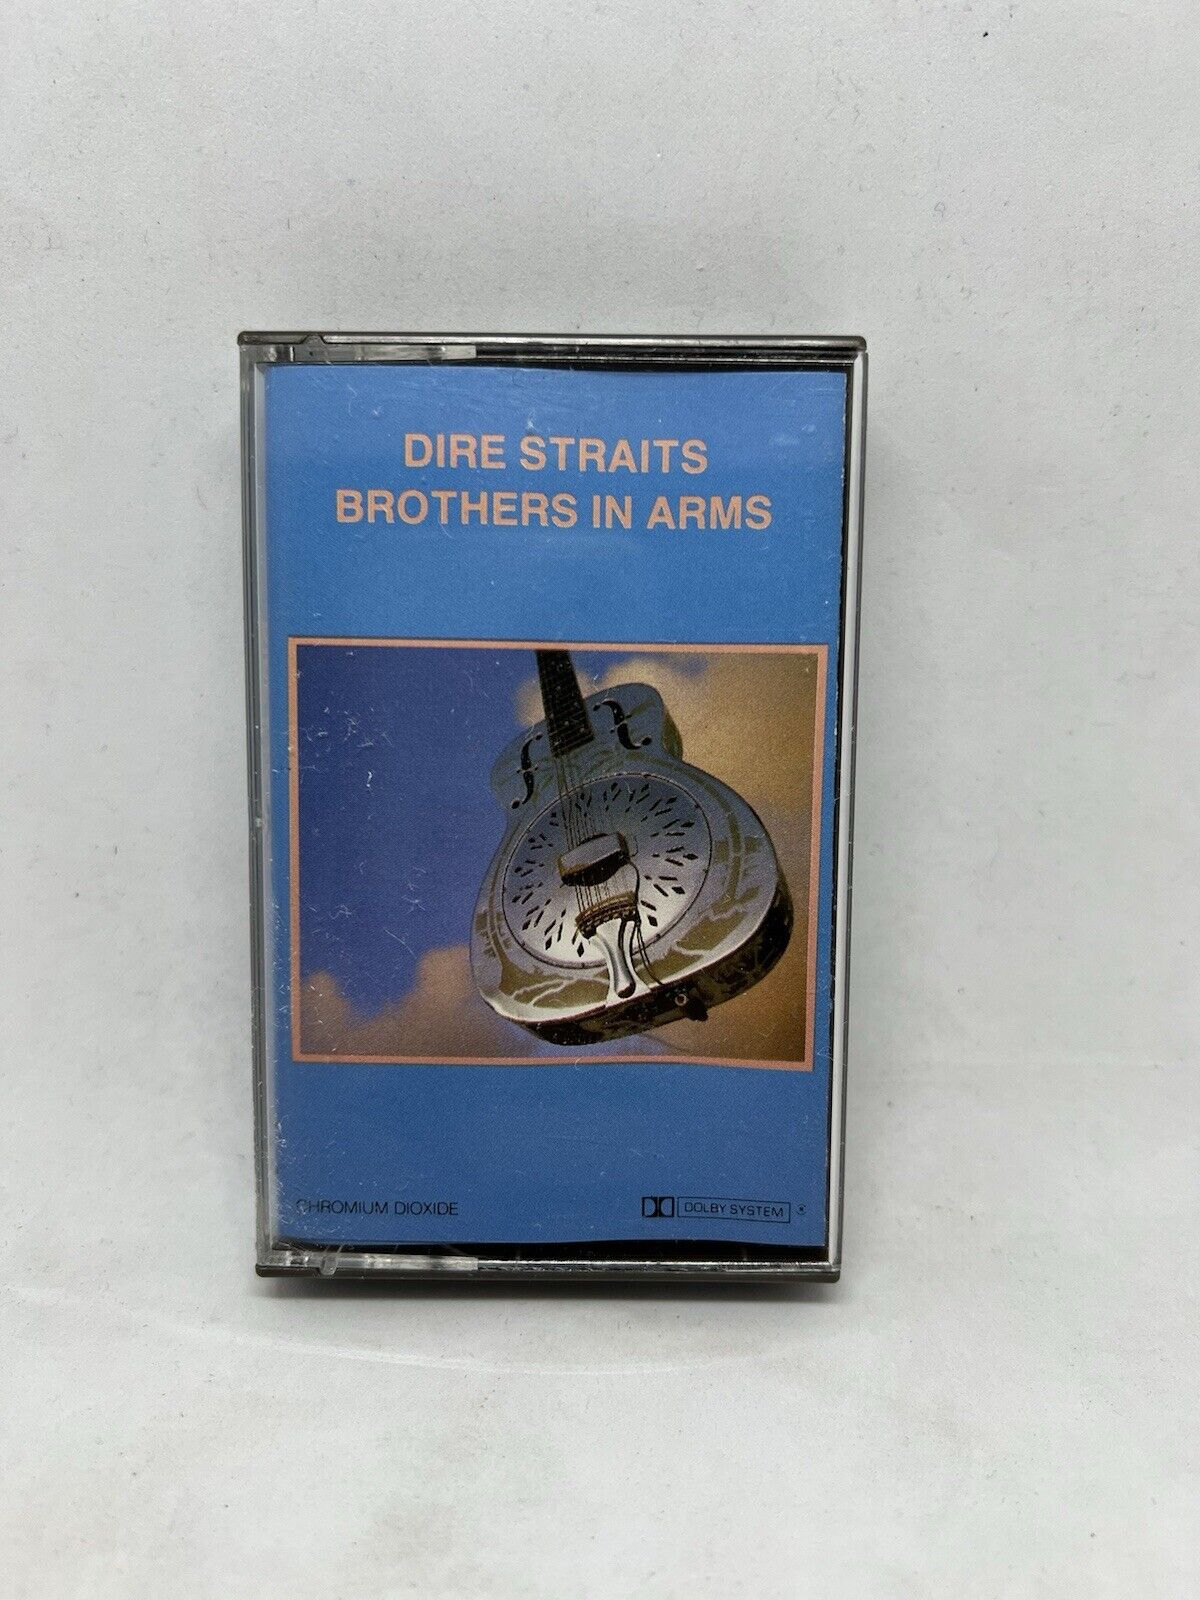 DIRE STRAITS
BROTHERS IN ARMS
CHROMIUM DIOXIDE
DOLBY SYSTEM ®